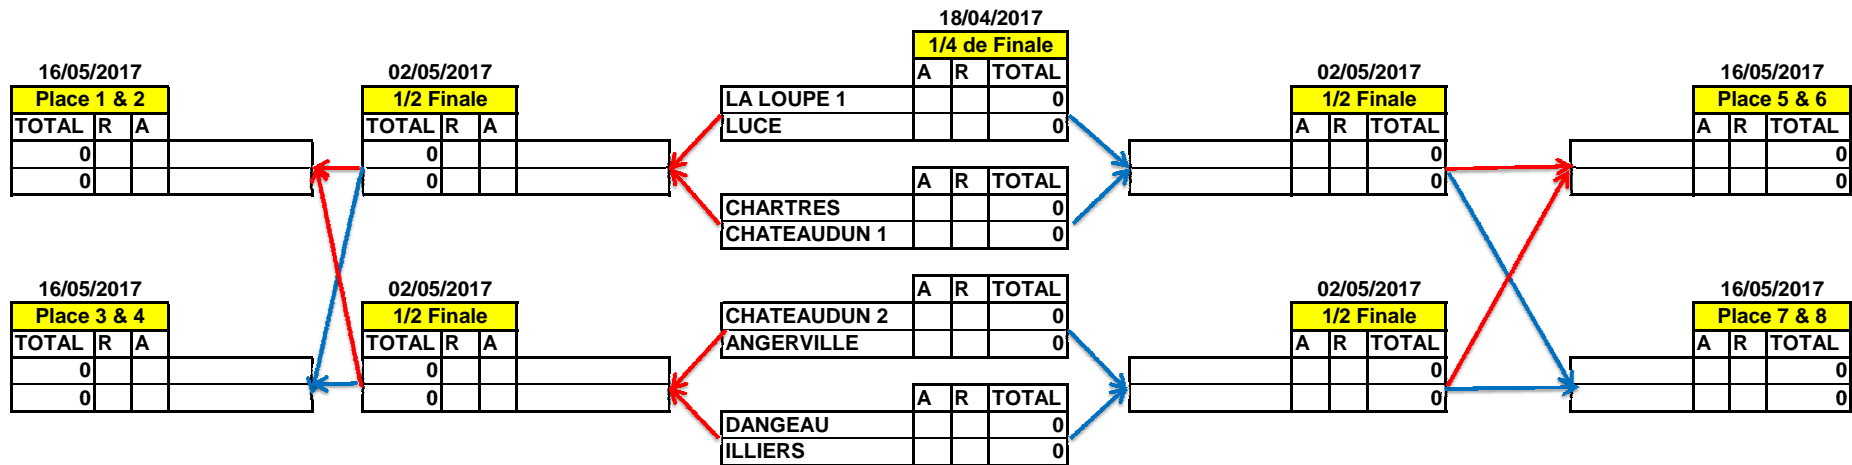 18/04/2017
1/4 de Finale
16/05/2017 02/05/2017 A R TOTAL 02/05/2017 16/05/2017
Place 1 & 2 1/2 Finale LA LOUPE 1 0 1/2 Finale Place 5 & 6
TOTAL R A TOTAL R A LUCE 0 A R TOTAL A R TOTAL
0 0 0 0
0 0 A R TOTAL 0 0
CHARTRES 0
CHATEAUDUN 1 0
16/05/2017 02/05/2017 A R TOTAL 02/05/2017 16/05/2017
Place 3 & 4 1/2 Finale CHATEAUDUN 2 0 1/2 Finale Place 7 & 8
TOTAL R A TOTAL R A ANGERVILLE 0 A R TOTAL A R TOTAL
0 0 0 0
0 0 A R TOTAL 0 0
DANGEAU 0
ILLIERS 0